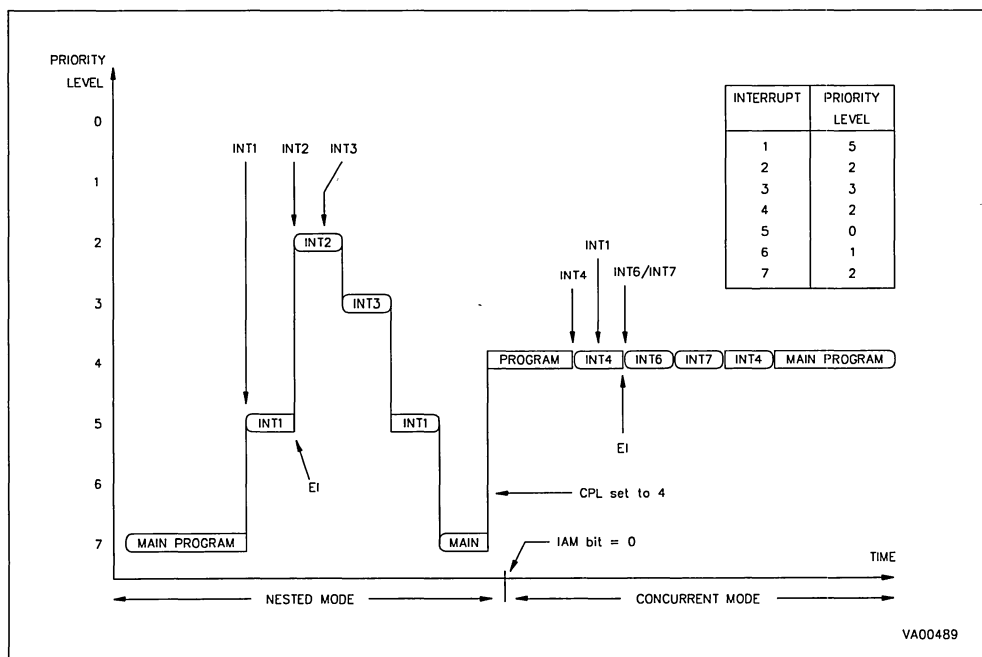 PRIORITY
LEVEL
0
1
2
3
4
5
6
7
INT1
INT2
INT3
INT2
INT3
INT1
EI
INT1
MAIN PROGRAM
MAIN
INTERRUPT PRIORITY LEVEL
1 5
2 2
3 3
4 2
5 0
6 1
7 2
INT1
INT4
INT6/INT7
PROGRAM
INT4
INT6
INT7
INT4
MAIN PROGRAM
EI
CPL set to 4
IAM bit = 0
TIME
NESTED MODE
CONCURRENT MODE
VA00489